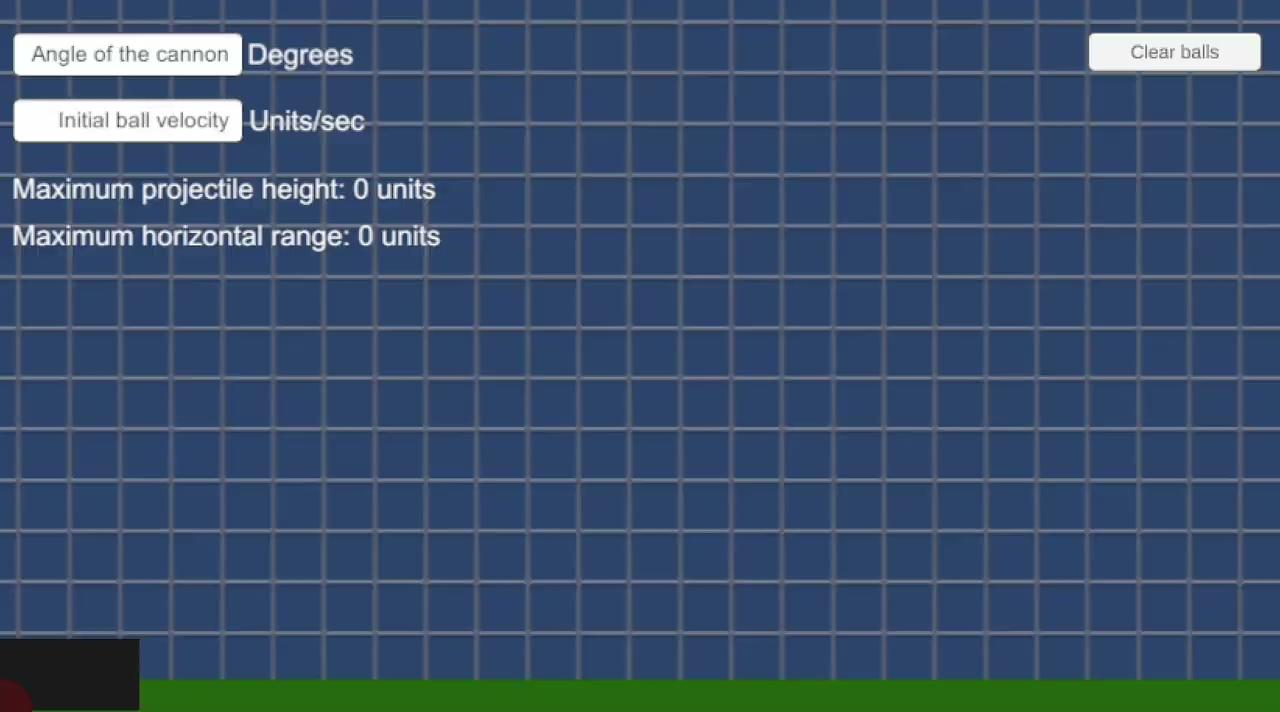 Angle of the cannon Degrees
Clear balls
Initial ball velocity Units/sec
Maximum projectile height: 0 units
Maximum horizontal range: 0 units